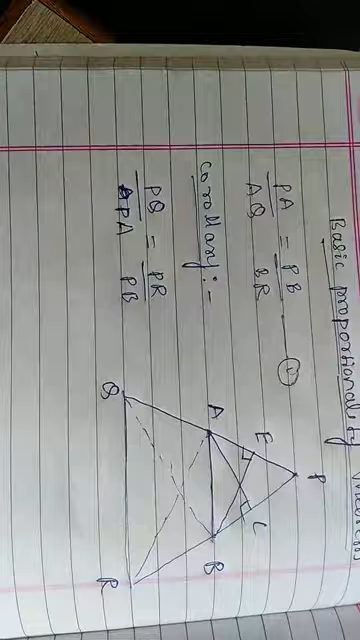 Basic proportionality theorem
PA/AQ = PB/BR —— (1)
Corollary:-
PQ/PA = PR/PB
P
E
L
A
B
Q
R